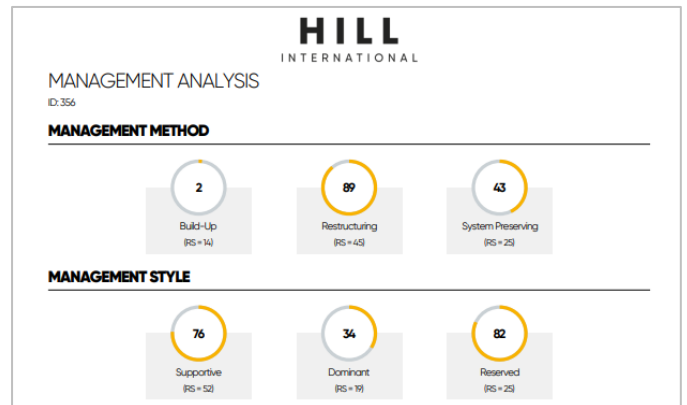 HILL
INTERNATIONAL
MANAGEMENT ANALYSIS
ID: 356
MANAGEMENT METHOD
2 89 43
Build-Up Restructuring System Preserving
(RS = 14) (RS = 45) (RS = 25)
MANAGEMENT STYLE
76 34 82
Supportive Dominant Reserved
(RS = 52) (RS = 19) (RS = 25)